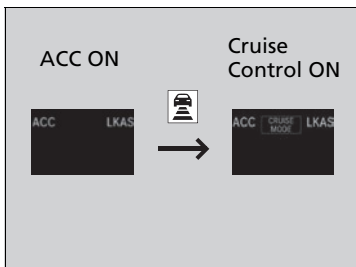 ACC ON
Cruise
Control ON
ACC LKAS
ACC CRUISE MODE LKAS